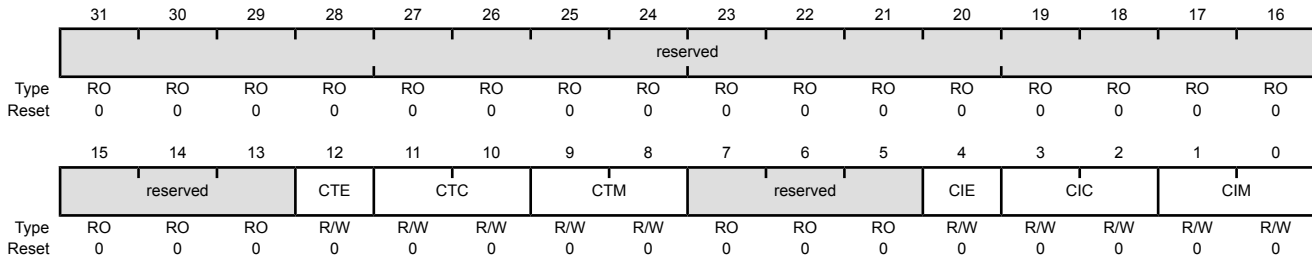 31 30 29 28 27 26 25 24 23 22 21 20 19 18 17 16
reserved
Type RO RO RO RO RO RO RO RO RO RO RO RO RO RO RO RO
Reset 0 0 0 0 0 0 0 0 0 0 0 0 0 0 0 0
15 14 13 12 11 10 9 8 7 6 5 4 3 2 1 0
reserved CTE CTC CTM reserved CIE CIC CIM
Type RO RO RO R/W R/W R/W R/W R/W RO RO RO R/W R/W R/W R/W R/W
Reset 0 0 0 0 0 0 0 0 0 0 0 0 0 0 0 0